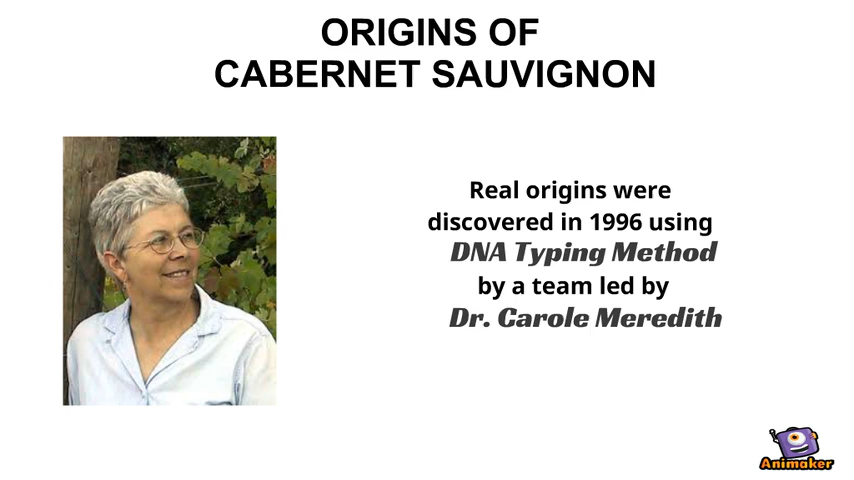 ORIGINS OF
CABERNET SAUVIGNON
Real origins were
discovered in 1996 using
DNA Typing Method
by a team led by
Dr. Carole Meredith
Animaker